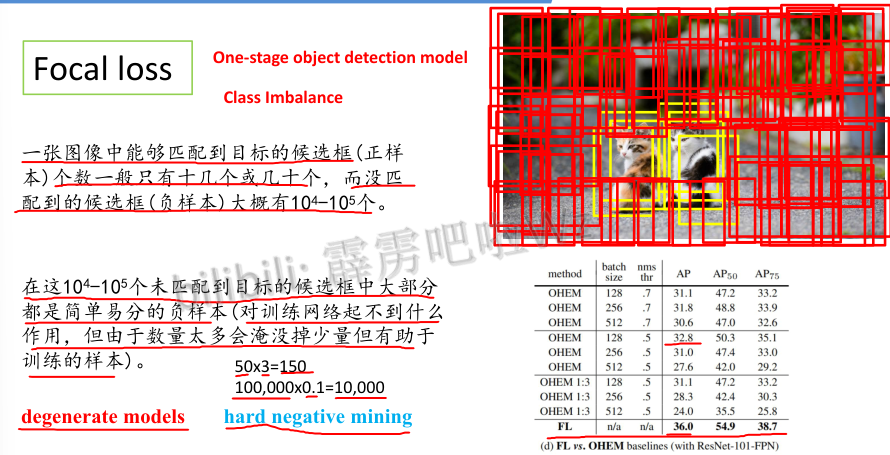 Focal loss
One-stage object detection model
Class Imbalance
一张图像中能够匹配到目标的候选框(正样
本)个数一般只有十几个或几十个，而没匹
配到的候选框(负样本)大概有10⁴–10⁵个。
在这10⁴–10⁵个未匹配到目标的候选框中大部分
都是简单易分的负样本(对训练网络起不到什么
作用，但由于数量太多会淹没掉少量但有助于
训练的样本)。
50x3=150
100,000x0.1=10,000
degenerate models
hard negative mining
bilibili: 霹雳吧啦Wz
method batch size nms thr AP AP50 AP75
OHEM 128 .7 31.1 47.2 33.2
OHEM 256 .7 31.8 48.8 33.9
OHEM 512 .7 30.6 47.0 32.6
OHEM 128 .5 32.8 50.3 35.1
OHEM 256 .5 31.0 47.4 33.0
OHEM 512 .5 27.6 42.0 29.2
OHEM 1:3 128 .5 31.1 47.2 33.2
OHEM 1:3 256 .5 28.3 42.4 30.3
OHEM 1:3 512 .5 24.0 35.5 25.8
FL n/a n/a 36.0 54.9 38.7
(d) FL vs. OHEM baselines (with ResNet-101-FPN)